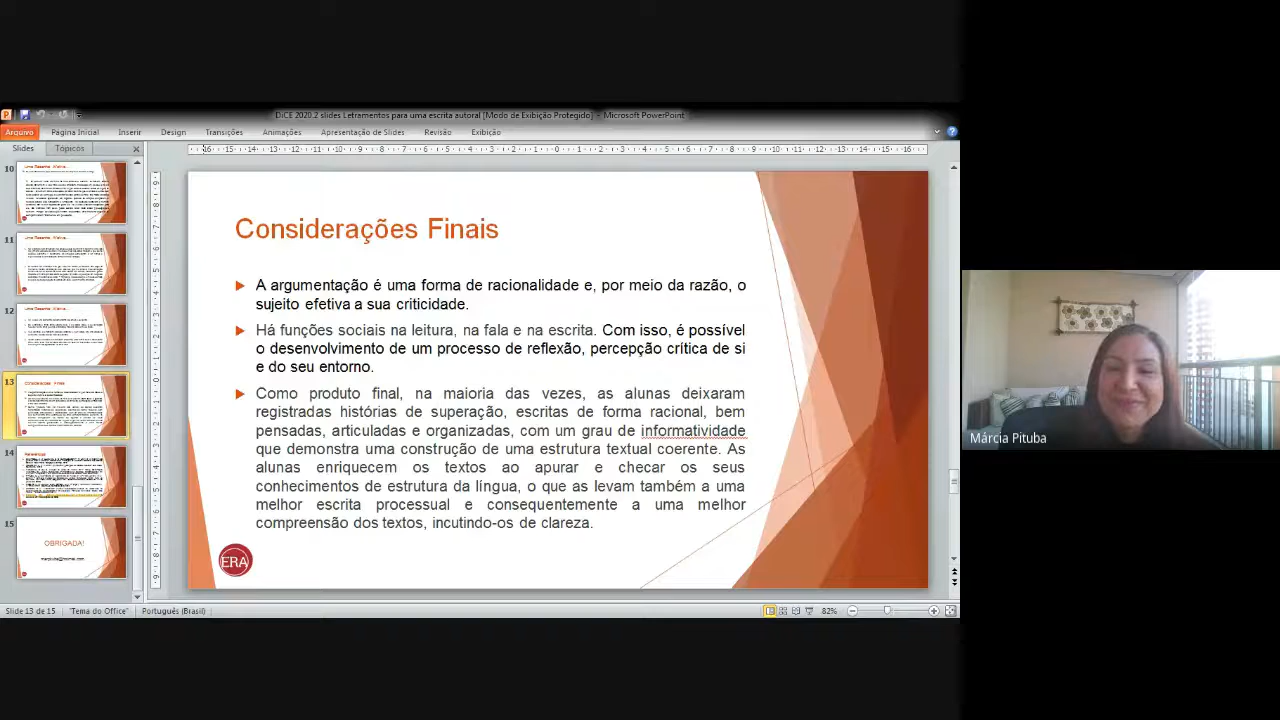 DiCE 2020.2 slides Letramentos para uma escrita autoral [Modo de Exibição Protegido] - Microsoft PowerPoint
Arquivo Página Inicial Inserir Design Transições Animações Apresentação de Slides Revisão Exibição
Slides Tópicos
10
11
12
13
14
15
OBRIGADA!
Considerações Finais
A argumentação é uma forma de racionalidade e, por meio da razão, o
sujeito efetiva a sua criticidade.
Há funções sociais na leitura, na fala e na escrita. Com isso, é possível
o desenvolvimento de um processo de reflexão, percepção crítica de si
e do seu entorno.
Como produto final, na maioria das vezes, as alunas deixaram
registradas histórias de superação, escritas de forma racional, bem
pensadas, articuladas e organizadas, com um grau de informatividade
que demonstra uma construção de uma estrutura textual coerente. As
alunas enriquecem os textos ao apurar e checar os seus
conhecimentos de estrutura da língua, o que as levam também a uma
melhor escrita processual e consequentemente a uma melhor
compreensão dos textos, incutindo-os de clareza.
ERA
Márcia Pituba
Slide 13 de 15 "Tema do Office" Português (Brasil) 82%